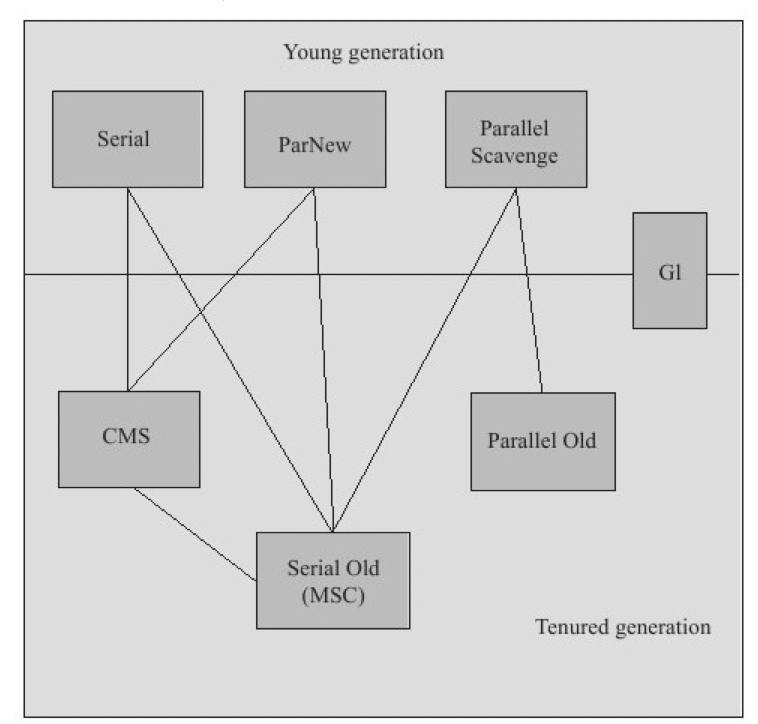 Young generation
Serial
ParNew
Parallel
Scavenge
Gl
CMS
Parallel Old
Serial Old
(MSC)
Tenured generation